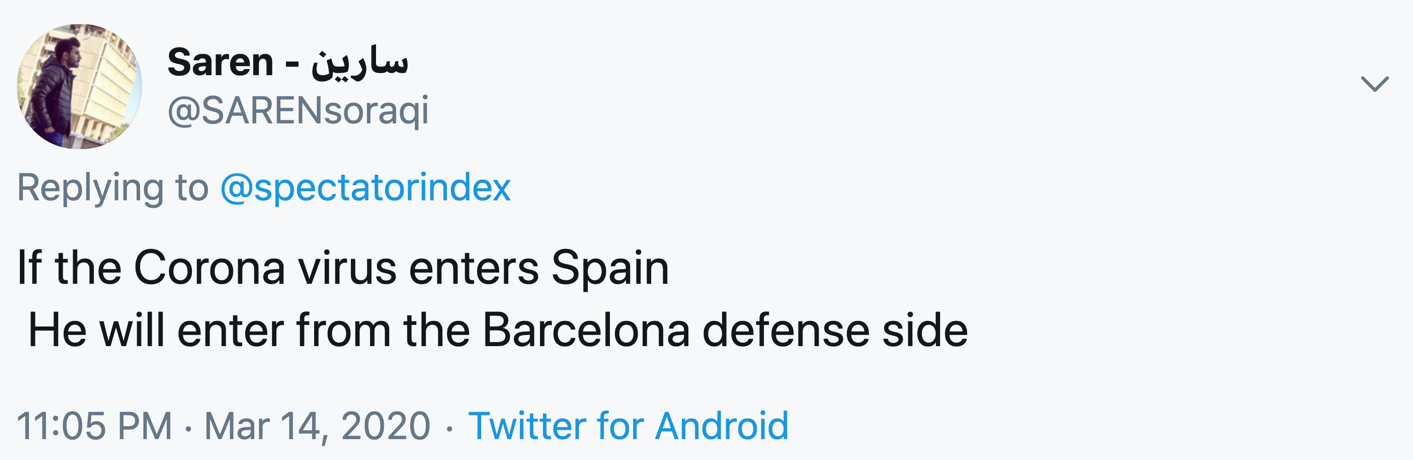 Saren - سارين
@SARENsoraqi
Replying to @spectatorindex
If the Corona virus enters Spain
He will enter from the Barcelona defense side
11:05 PM · Mar 14, 2020 · Twitter for Android